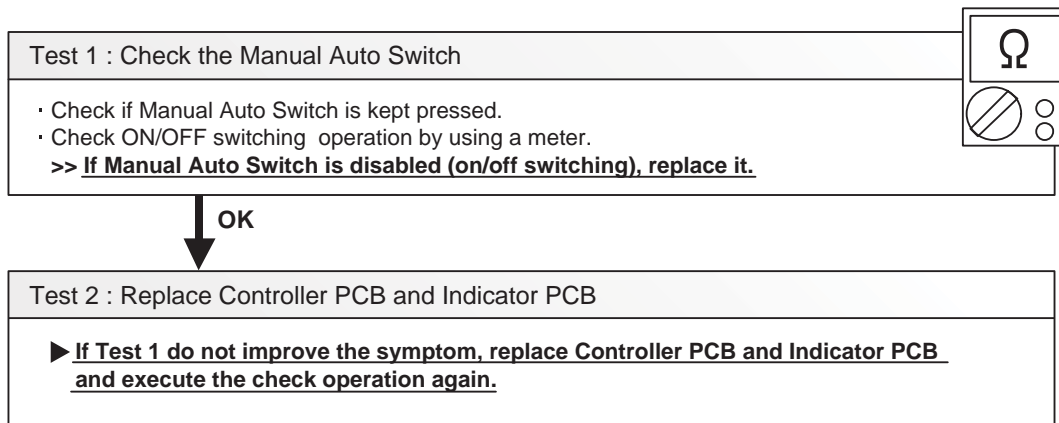 Test 1 : Check the Manual Auto Switch
Ω
· Check if Manual Auto Switch is kept pressed.
· Check ON/OFF switching operation by using a meter.
>> If Manual Auto Switch is disabled (on/off switching), replace it.
OK
Test 2 : Replace Controller PCB and Indicator PCB
▶ If Test 1 do not improve the symptom, replace Controller PCB and Indicator PCB
and execute the check operation again.